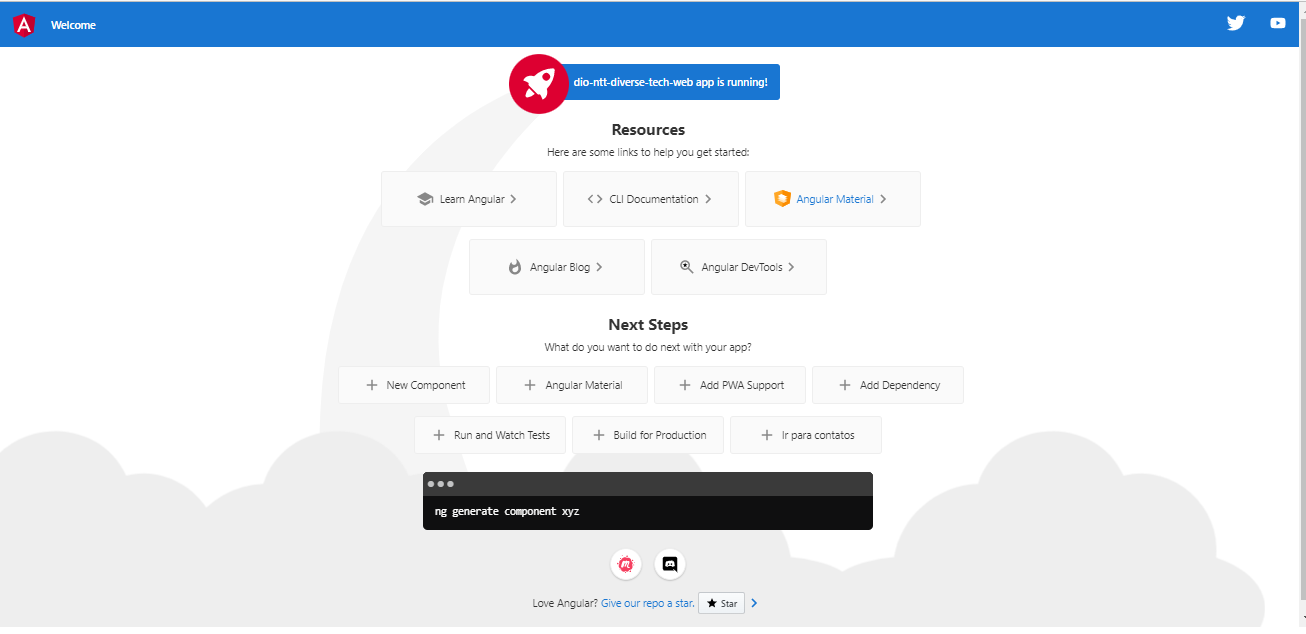 Welcome
dio-ntt-diverse-tech-web app is running!
Resources
Here are some links to help you get started:
Learn Angular
CLI Documentation
Angular Material
Angular Blog
Angular DevTools
Next Steps
What do you want to do next with your app?
New Component
Angular Material
Add PWA Support
Add Dependency
Run and Watch Tests
Build for Production
Ir para contatos
ng generate component xyz
Love Angular? Give our repo a star. Star